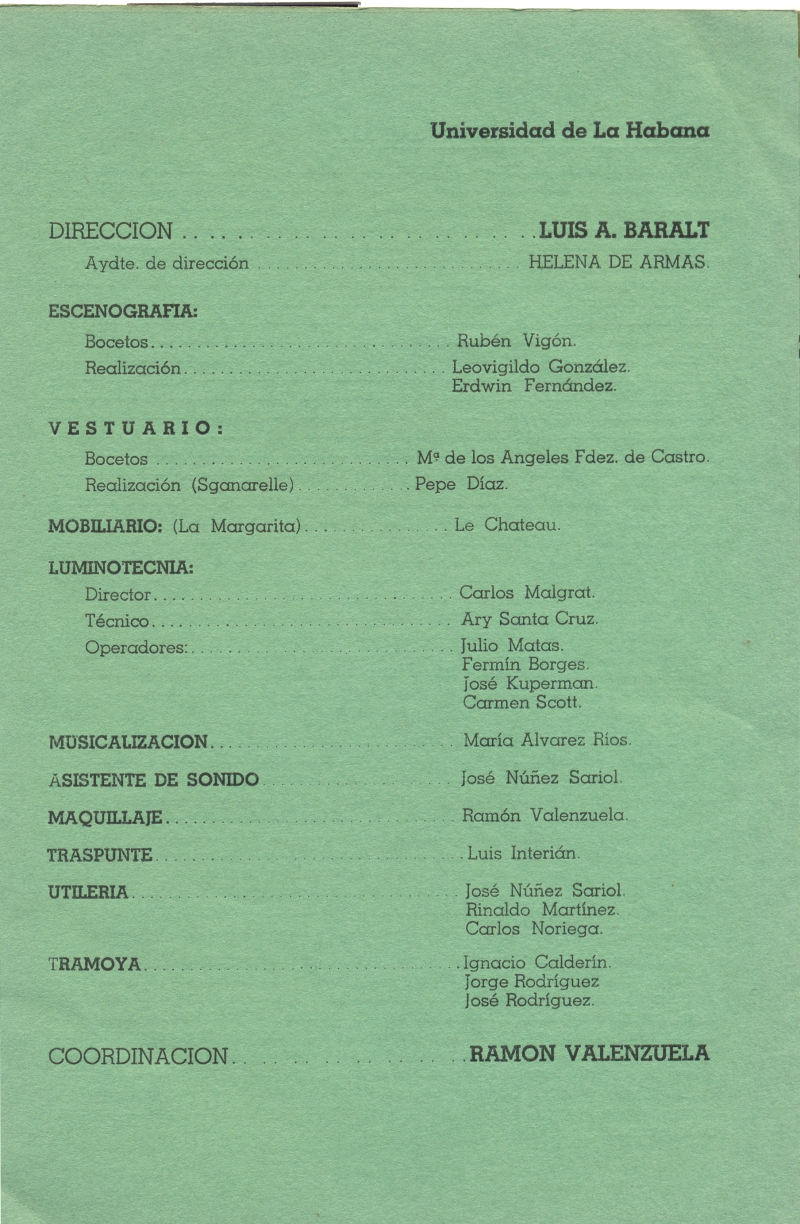 Universidad de La Habana
DIRECCION . . . . . . . . . . . . . . . . . . . . . . . . . . LUIS A. BARALT
Aydte. de dirección . . . . . . . . . . . . . . . . . . . . . . . . . . . . HELENA DE ARMAS.
ESCENOGRAFIA:
Bocetos . . . . . . . . . . . . . . . . . . . . . . . . . . . . . . . . Rubén Vigón.
Realización . . . . . . . . . . . . . . . . . . . . . . . . . . . . Leovigildo González.
Erdwin Fernández.
VESTUARIO:
Bocetos . . . . . . . . . . . . . . . . . . . . . . . . . . . Mª de los Angeles Fdez. de Castro.
Realización (Sganarelle) . . . . . . . . . . . . Pepe Díaz.
MOBILIARIO: (La Margarita) . . . . . . . . . . . . . . . Le Chateau.
LUMINOTECNIA:
Director . . . . . . . . . . . . . . . . . . . . . . . . . . . . . . . . Carlos Malgrat.
Técnico . . . . . . . . . . . . . . . . . . . . . . . . . . . . . . . . Ary Santa Cruz.
Operadores: . . . . . . . . . . . . . . . . . . . . . . . . . . . . Julio Matas.
Fermín Borges.
José Kuperman.
Carmen Scott.
MUSICALIZACION . . . . . . . . . . . . . . . . . . . . . . . . . . María Alvarez Ríos.
ASISTENTE DE SONIDO . . . . . . . . . . . . . . . . . . . . . José Núñez Sariol.
MAQUILLAJE . . . . . . . . . . . . . . . . . . . . . . . . . . . . . . . Ramón Valenzuela.
TRASPUNTE . . . . . . . . . . . . . . . . . . . . . . . . . . . . . . . . Luis Interián.
UTILERIA . . . . . . . . . . . . . . . . . . . . . . . . . . . . . . . . . . . José Núñez Sariol.
Rinaldo Martínez.
Carlos Noriega.
TRAMOYA . . . . . . . . . . . . . . . . . . . . . . . . . . . . . . . . . . Ignacio Calderín.
Jorge Rodríguez
José Rodríguez.
COORDINACION . . . . . . . . . . . . . . . . . RAMON VALENZUELA